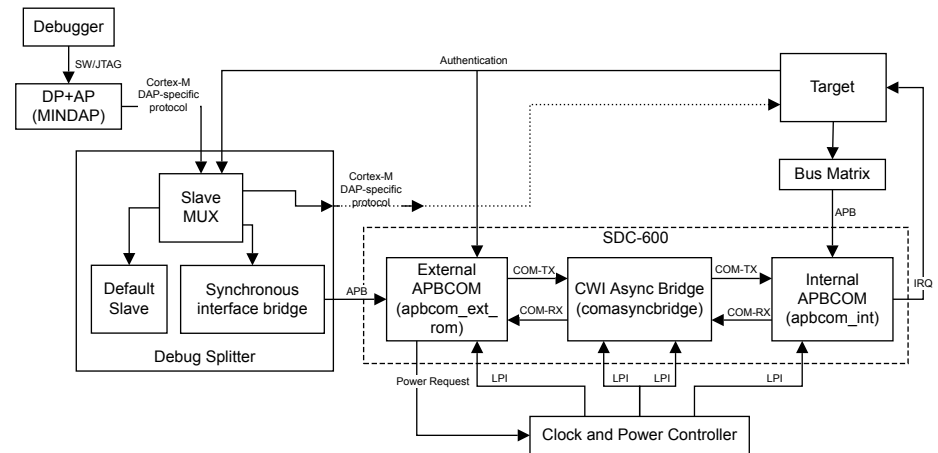 Debugger
SW/JTAG
DP+AP
(MINDAP)
Cortex-M
DAP-specific
protocol
Authentication
Target
Slave
MUX
Cortex-M
DAP-specific
protocol
Bus Matrix
APB
Default
Slave
Synchronous
interface bridge
Debug Splitter
APB
SDC-600
External
APBCOM
(apbcom_ext_
rom)
COM-TX
COM-RX
CWI Async Bridge
(comasyncbridge)
COM-TX
COM-RX
Internal
APBCOM
(apbcom_int)
IRQ
Power Request
LPI
LPI
LPI
LPI
Clock and Power Controller